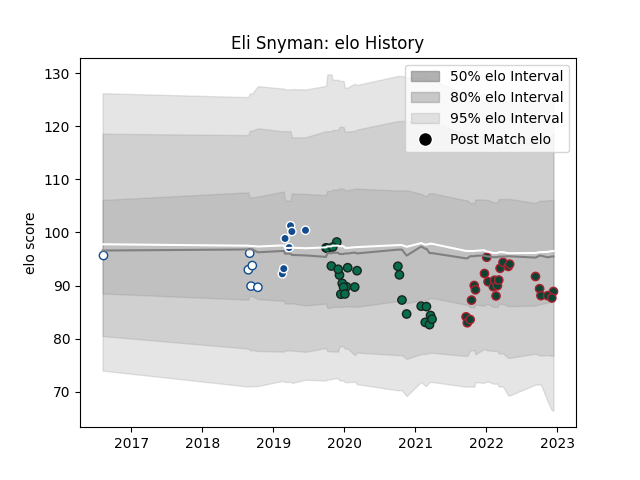 Eli Snyman: elo History
130
120
110
100
90
80
70
elo score
50% elo Interval
80% elo Interval
95% elo Interval
Post Match elo
2017 2018 2019 2020 2021 2022 2023